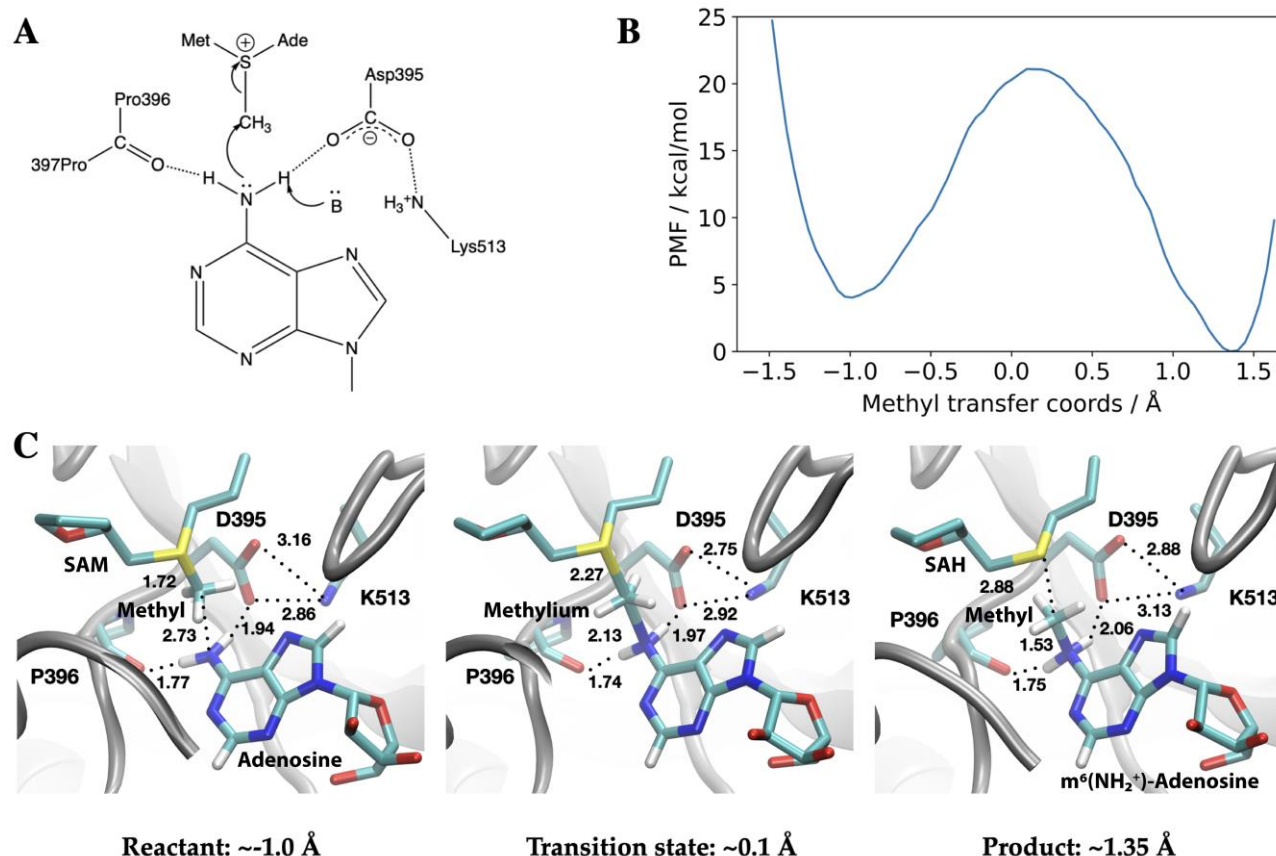 A
Met
S
⊕
Ade
Asp395
Pro396
CH₃
C
O
C
⊖
O
397Pro
O
H
H
N
B
H₃⁺N
Lys513
N
N
N
N
B
25
20
15
10
5
0
PMF / kcal/mol
−1.5
−1.0
−0.5
0.0
0.5
1.0
1.5
Methyl transfer coords / Å
C
D395
3.16
SAM
1.72
Methyl
2.86
K513
2.73
1.94
P396
1.77
Adenosine
D395
2.75
2.27
K513
Methylium
2.92
2.13
1.97
P396
1.74
D395
2.88
SAH
2.88
K513
Methyl
3.13
P396
1.53
2.06
1.75
m⁶(NH₂⁺)-Adenosine
Reactant: ~-1.0 Å
Transition state: ~0.1 Å
Product: ~1.35 Å